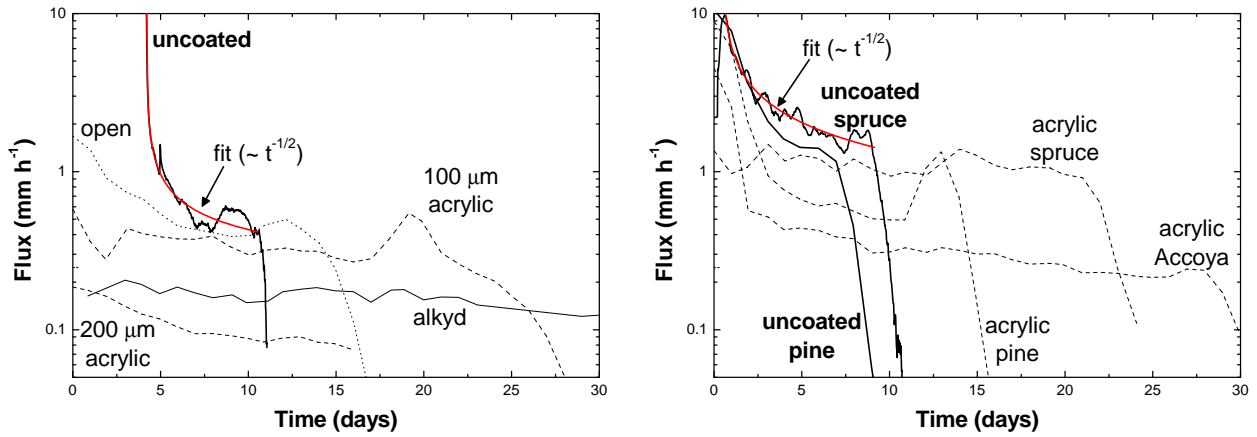 10
1
0.1
Flux (mm h-1)
0
5
10
15
20
25
30
Time (days)
uncoated
open
fit (~ t-1/2)
100 μm
acrylic
200 μm
acrylic
alkyd
10
1
0.1
Flux (mm h-1)
0
5
10
15
20
25
30
Time (days)
fit (~ t-1/2)
uncoated
spruce
acrylic
spruce
acrylic
Accoya
uncoated
pine
acrylic
pine